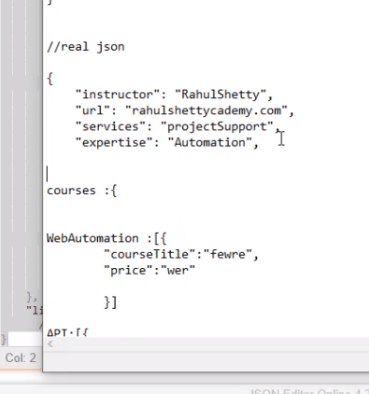 }
//real json
{
"instructor": "RahulShetty",
"url": "rahulshettycademy.com",
"services": "projectSupport",
"expertise": "Automation",
courses :{
WebAutomation :[{
"courseTitle":"fewre",
"price":"wer"
}]
},
"li
API:[{
}
Col: 2
JSON Editor Online 4.2